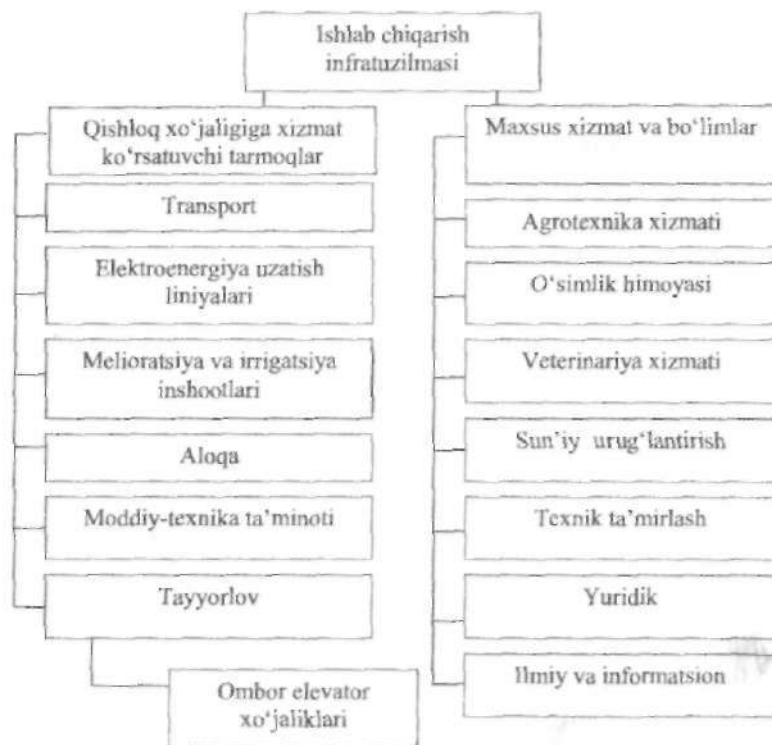 Ishlab chiqarish
infratuzilmasi
Qishloq xo‘jaligiga xizmat
ko‘rsatuvchi tarmoqlar
Transport
Elektroenergiya uzatish
liniyalari
Melioratsiya va irrigatsiya
inshootlari
Aloqa
Moddiy-texnika ta’minoti
Tayyorlov
Ombor elevator
xo‘jaliklari
Maxsus xizmat va bo‘limlar
Agrotexnika xizmati
O‘simlik himoyasi
Veterinariya xizmati
Sun’iy urug‘lantirish
Texnik ta’mirlash
Yuridik
Ilmiy va informatsion